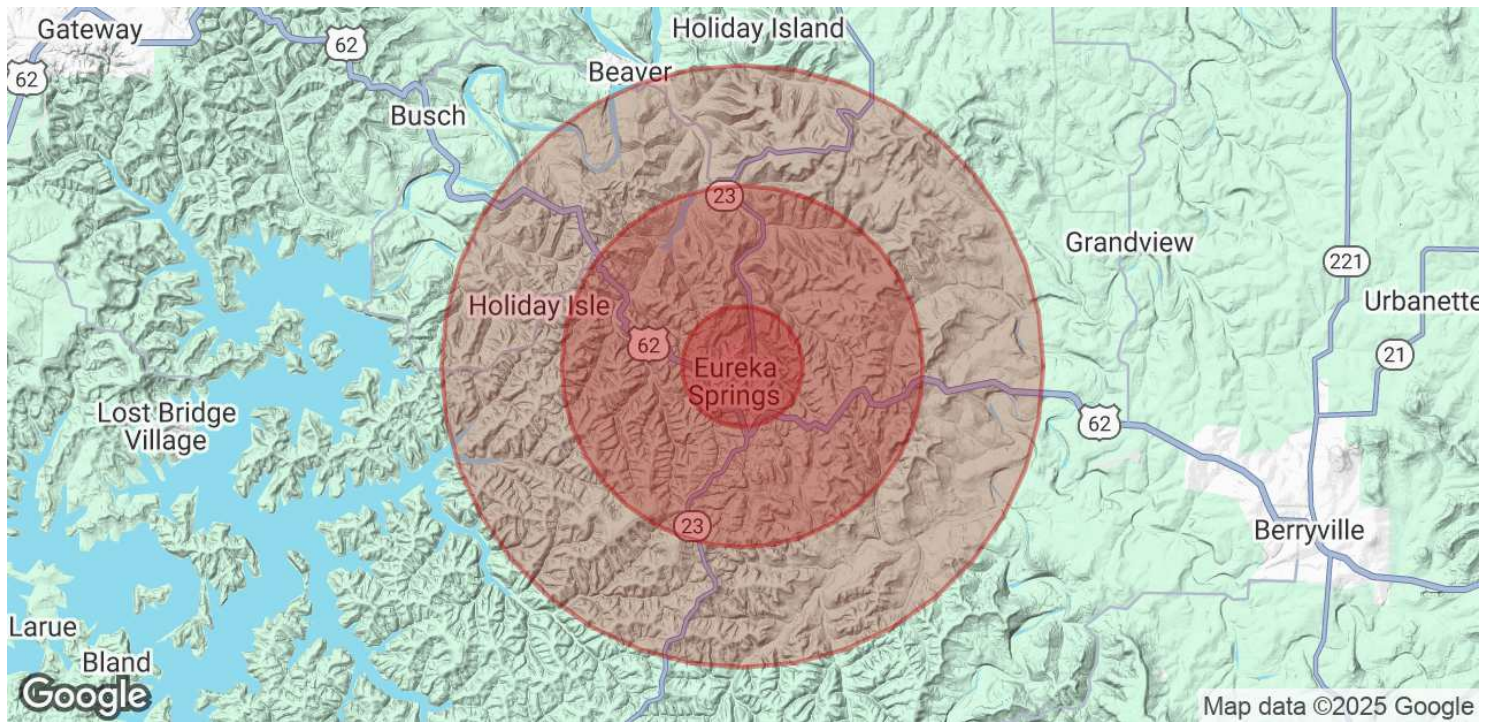 Gateway
Holiday Island
62
62
Beaver
Busch
23
Grandview
221
Holiday Isle
Urbanette
62
21
Eureka
Springs
Lost Bridge
Village
62
23
Berryville
Larue
Bland
Google
Map data ©2025 Google